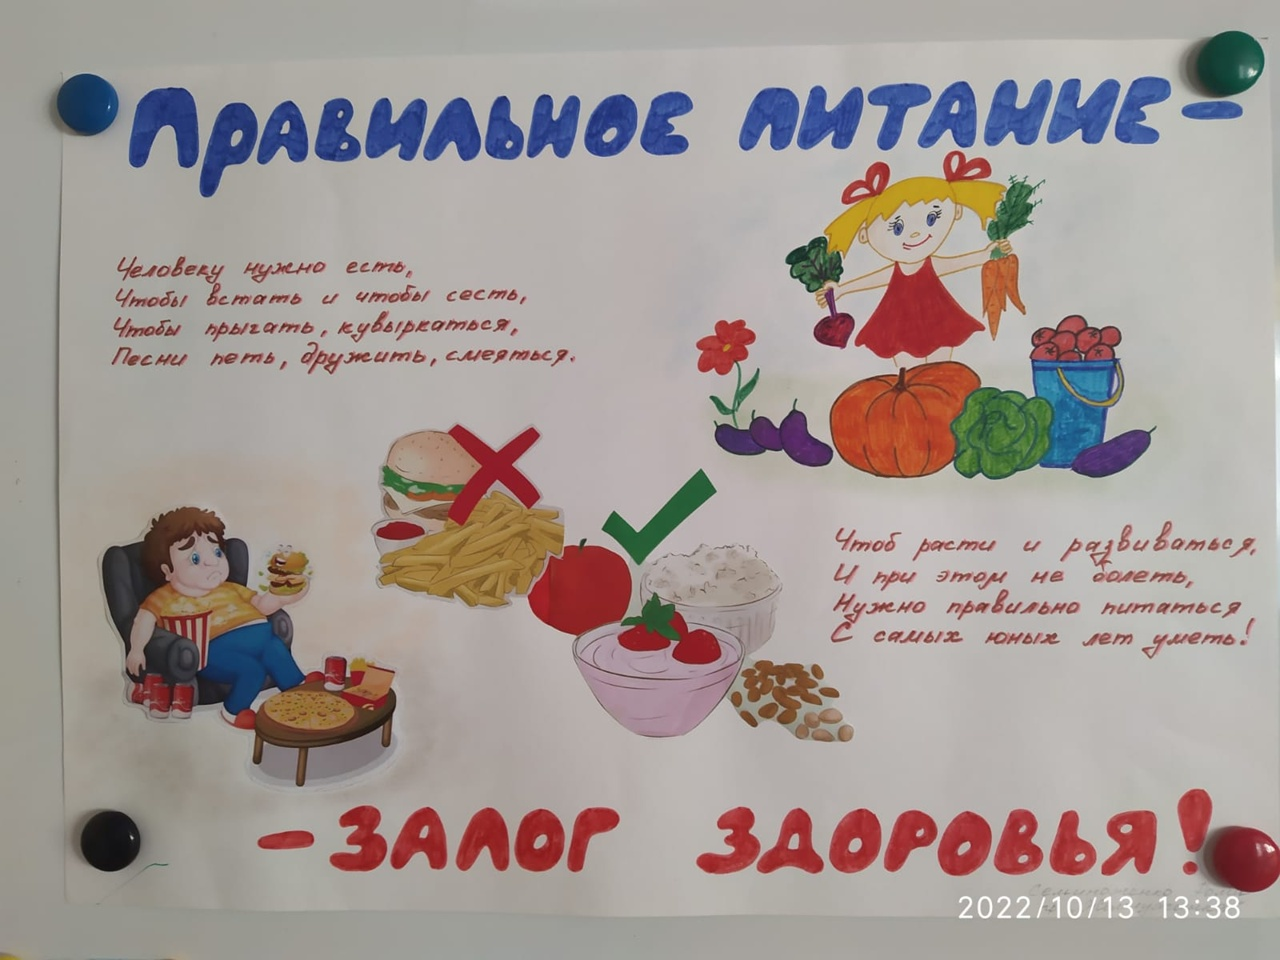 Правильное питание-
Человеку нужно есть,
Чтобы встать и чтобы сесть,
Чтобы прыгать, кувыркаться,
Песни петь, дружить, смеяться.
Чтоб расти и развиваться,
И при этом не болеть,
Нужно правильно питаться
С самых юных лет уметь!
-залог здоровья!
2022/10/13 13:38